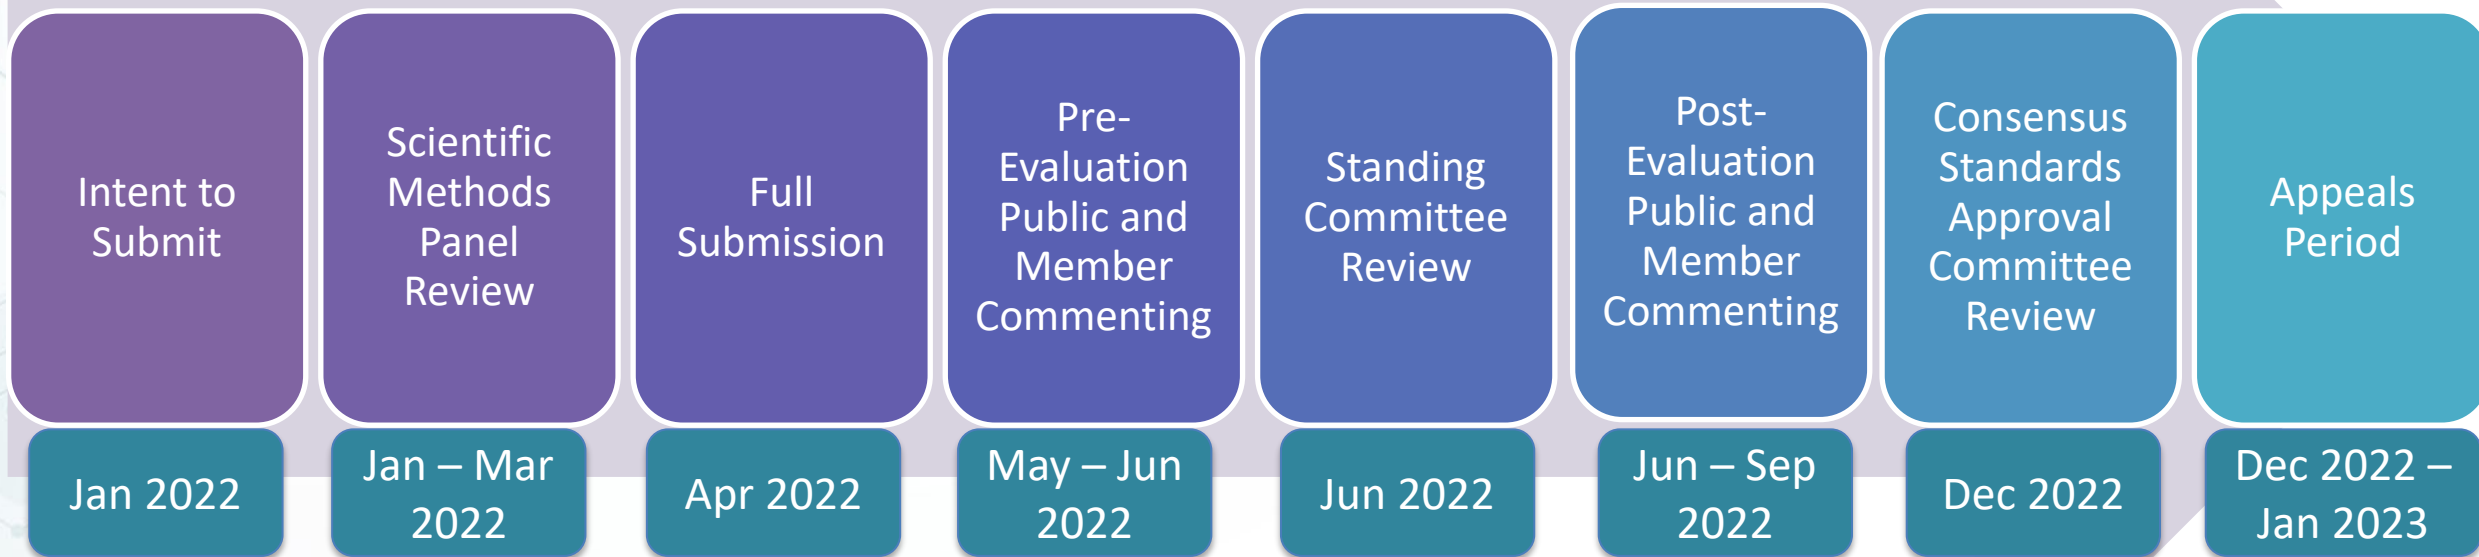 Intent to
Submit
Scientific
Methods
Panel
Review
Full
Submission
Pre-
Evaluation
Public and
Member
Commenting
Standing
Committee
Review
Post-
Evaluation
Public and
Member
Commenting
Consensus
Standards
Approval
Committee
Review
Appeals
Period
Jan 2022
Jan – Mar
2022
Apr 2022
May – Jun
2022
Jun 2022
Jun – Sep
2022
Dec 2022
Dec 2022 –
Jan 2023